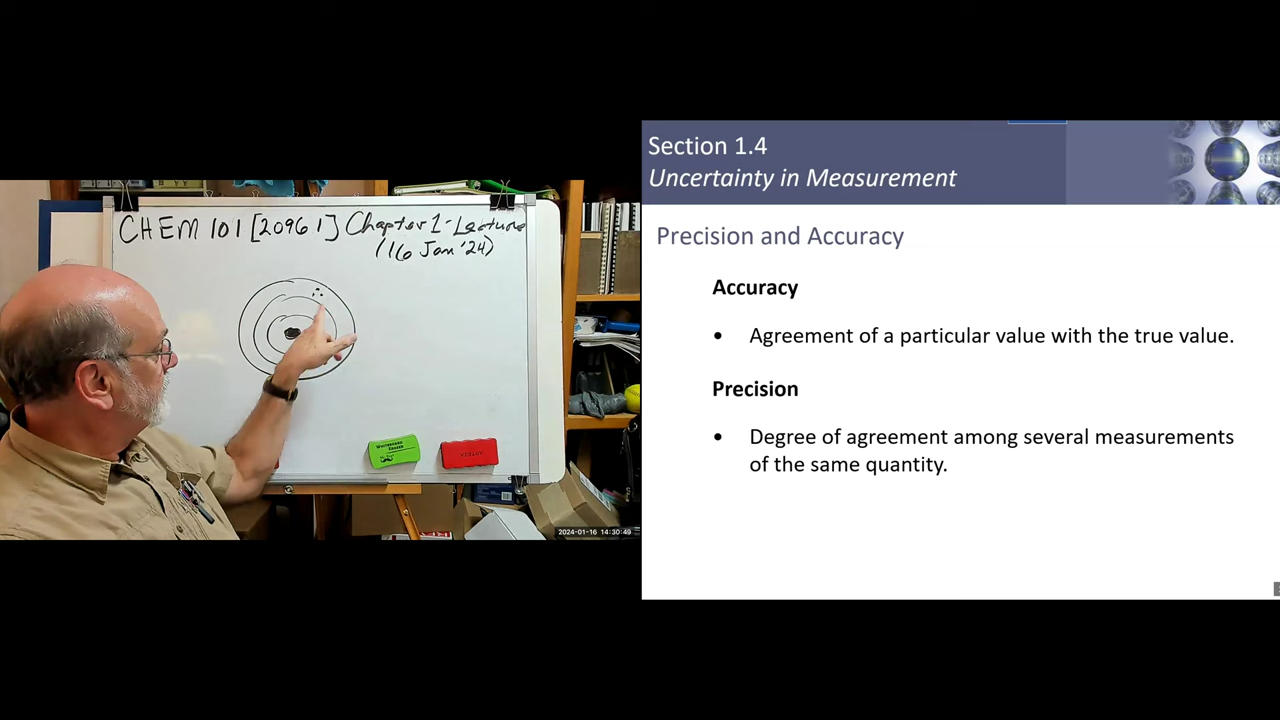 CHEM 101 [20961] Chapter 1 - Lecture
(16 Jan '24)
2024-01-16 14:30:49
Section 1.4
Uncertainty in Measurement
Precision and Accuracy
Accuracy
• Agreement of a particular value with the true value.
Precision
• Degree of agreement among several measurements
of the same quantity.